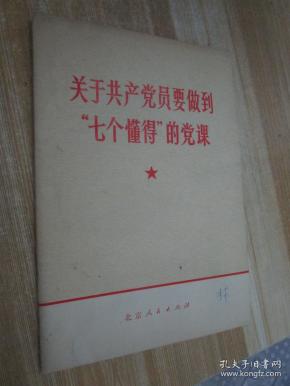 关于共产党员要做到
“七个懂得”的党课
北京人民出版社
林
孔夫子旧书网